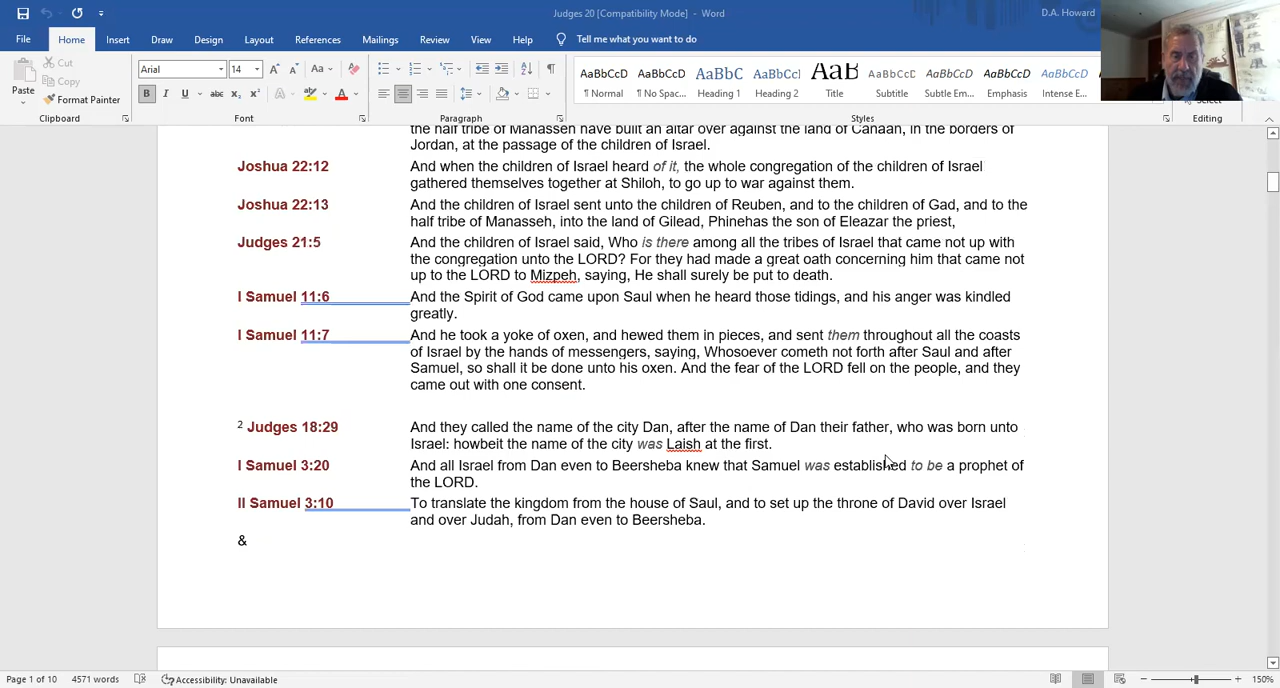 Judges 20 [Compatibility Mode] - Word
D.A. Howard
File Home Insert Draw Design Layout References Mailings Review View Help Tell me what you want to do
Cut
Arial 14 Aa
AaBbCcD AaBbCcD AaBbC AaBbCcI AaB AaBbCcD AaBbCcD AaBbCcD AaBbCcD
Copy
Paste
Format Painter
B I U abc x₂ x² A A
¶ Normal ¶ No Spac... Heading 1 Heading 2 Title Subtitle Subtle Em... Emphasis Intense E...
Select
Clipboard Font Paragraph Styles Editing
the half tribe of Manasseh have built an altar over against the land of Canaan, in the borders of
Jordan, at the passage of the children of Israel.
Joshua 22:12 And when the children of Israel heard of it, the whole congregation of the children of Israel
gathered themselves together at Shiloh, to go up to war against them.
Joshua 22:13 And the children of Israel sent unto the children of Reuben, and to the children of Gad, and to the
half tribe of Manasseh, into the land of Gilead, Phinehas the son of Eleazar the priest,
Judges 21:5 And the children of Israel said, Who is there among all the tribes of Israel that came not up with
the congregation unto the LORD? For they had made a great oath concerning him that came not
up to the LORD to Mizpeh, saying, He shall surely be put to death.
I Samuel 11:6 And the Spirit of God came upon Saul when he heard those tidings, and his anger was kindled
greatly.
I Samuel 11:7 And he took a yoke of oxen, and hewed them in pieces, and sent them throughout all the coasts
of Israel by the hands of messengers, saying, Whosoever cometh not forth after Saul and after
Samuel, so shall it be done unto his oxen. And the fear of the LORD fell on the people, and they
came out with one consent.
2 Judges 18:29 And they called the name of the city Dan, after the name of Dan their father, who was born unto
Israel: howbeit the name of the city was Laish at the first.
I Samuel 3:20 And all Israel from Dan even to Beersheba knew that Samuel was established to be a prophet of
the LORD.
II Samuel 3:10 To translate the kingdom from the house of Saul, and to set up the throne of David over Israel
and over Judah, from Dan even to Beersheba.
&
Page 1 of 10 4571 words Accessibility: Unavailable 150%